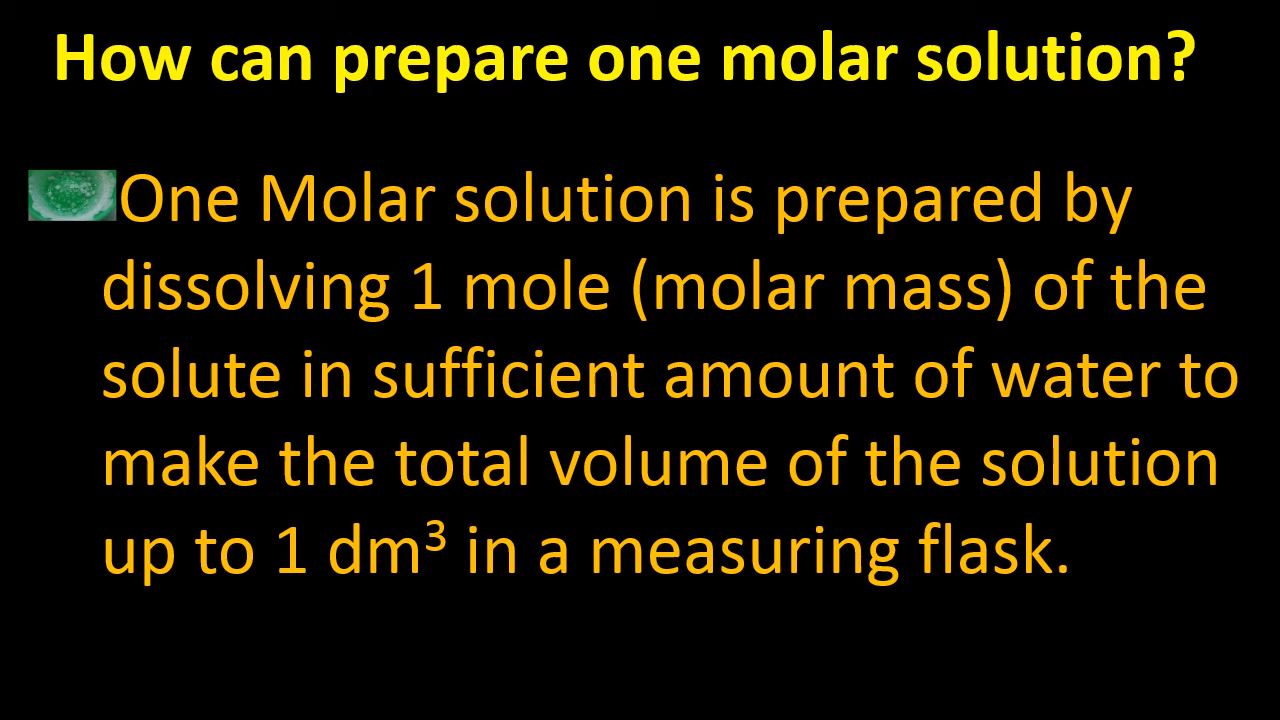 How can prepare one molar solution?
One Molar solution is prepared by
dissolving 1 mole (molar mass) of the
solute in sufficient amount of water to
make the total volume of the solution
up to 1 dm³ in a measuring flask.